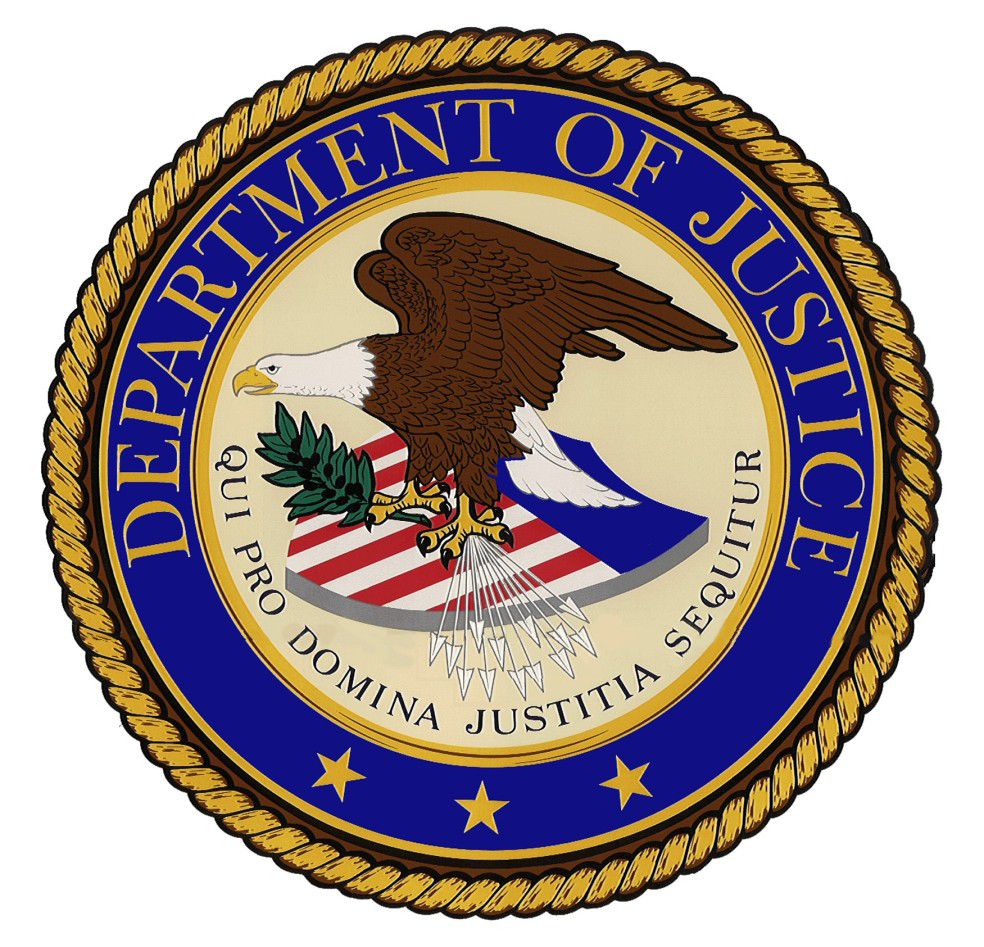 DEPARTMENT OF JUSTICE
QUI PRO DOMINA JUSTITIA SEQUITUR